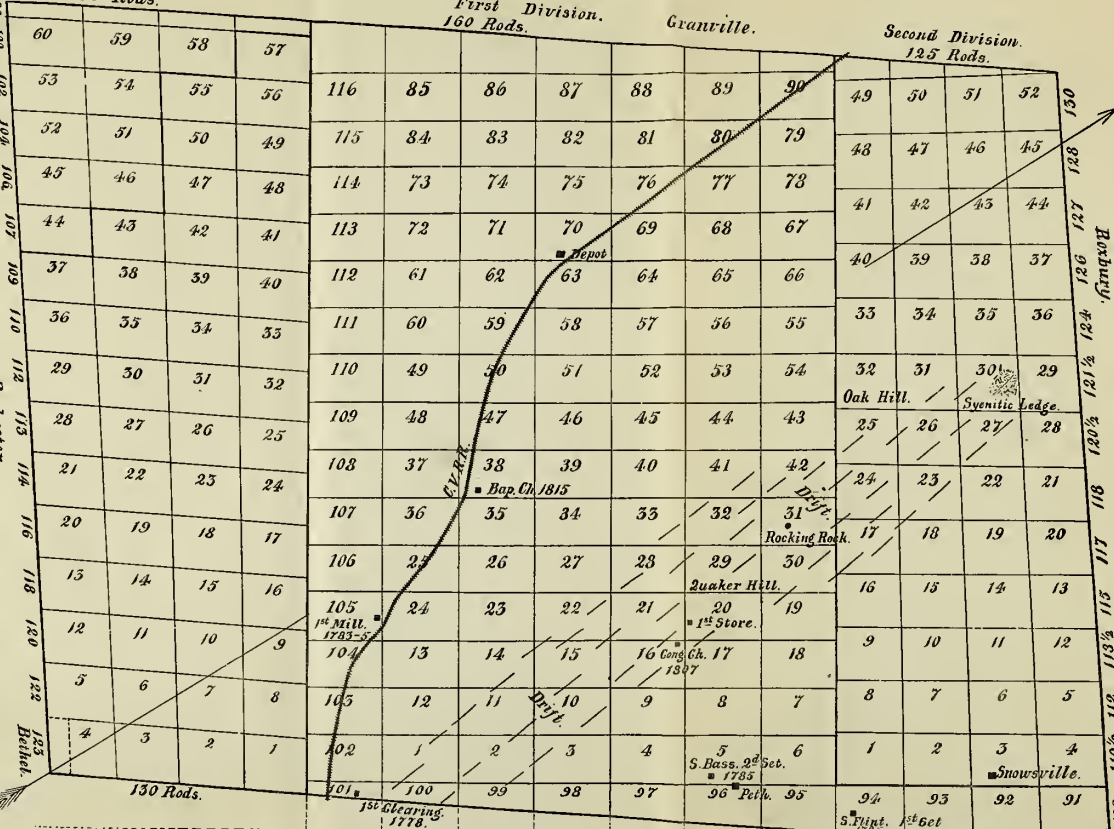 First Division.
160 Rods.
Granville.
Second Division.
125 Rods.
Rods.
60 59 58 57
53 54 55 56
52 51 50 49
45 46 47 48
44 43 42 41
37 38 39 40
36 35 34 33
29 30 31 32
28 27 26 25
21 22 23 24
20 19 18 17
13 14 15 16
12 11 10 9
5 6 7 8
4 3 2 1
130 Rods.
102
104
106
107
109
110
112
113
114
116
118
120
122
123
Bethel.
116 85 86 87 88 89 90
115 84 83 82 81 80 79
114 73 74 75 76 77 78
113 72 71 70 69 68 67
Depot
112 61 62 63 64 65 66
111 60 59 58 57 56 55
110 49 50 51 52 53 54
109 48 47 46 45 44 43
108 37 38 39 40 41 42
C.V.R.R.
Bap. Ch. 1815
Drift.
107 36 35 34 33 32 31
Rocking Rock.
106 25 26 27 28 29 30
Quaker Hill.
105 24 23 22 21 20 19
1st Mill.
1783-5
1st Store.
104 13 14 15 16 17 18
Cong. Ch.
1807
103 12 11 10 9 8 7
Drift.
102 1 2 3 4 5 6
S. Bass. 2d Set.
1785
101 100 99 98 97 96 95
Peth.
1st Clearing.
1778.
49 50 51 52
48 47 46 45
41 42 43 44
40 39 38 37
33 34 35 36
32 31 30 29
Oak Hill.
Syenitic Ledge.
25 26 27 28
24 23 22 21
17 18 19 20
16 15 14 13
9 10 11 12
8 7 6 5
1 2 3 4
Snowsville.
94 93 92 91
S. Flint. 1st Set
130
128
127
126
Roxbury.
124
121½
120½
118
117
115
113½
112